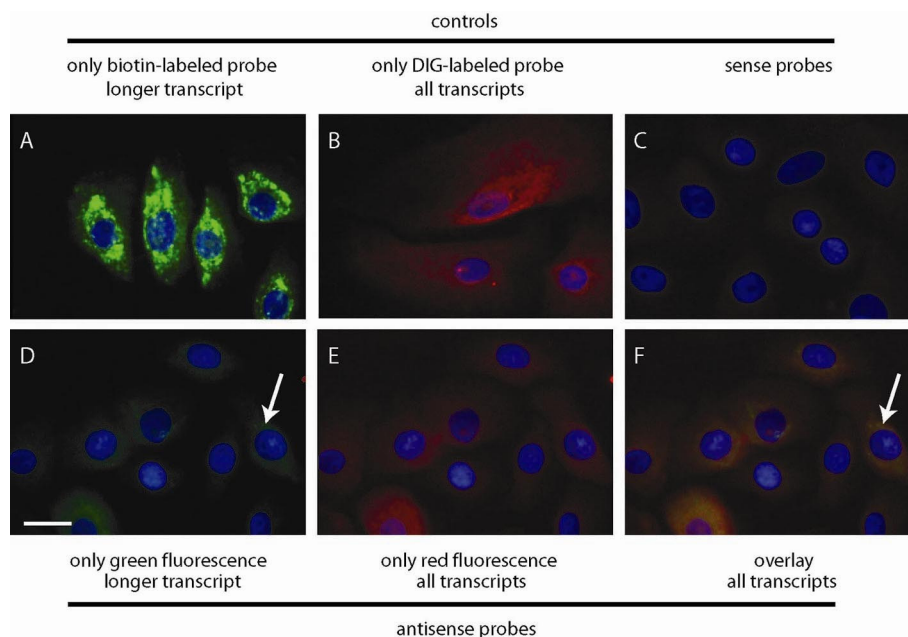 controls
only biotin-labeled probe
longer transcript
only DIG-labeled probe
all transcripts
sense probes
A
B
C
D
E
F
only green fluorescence
longer transcript
only red fluorescence
all transcripts
overlay
all transcripts
antisense probes